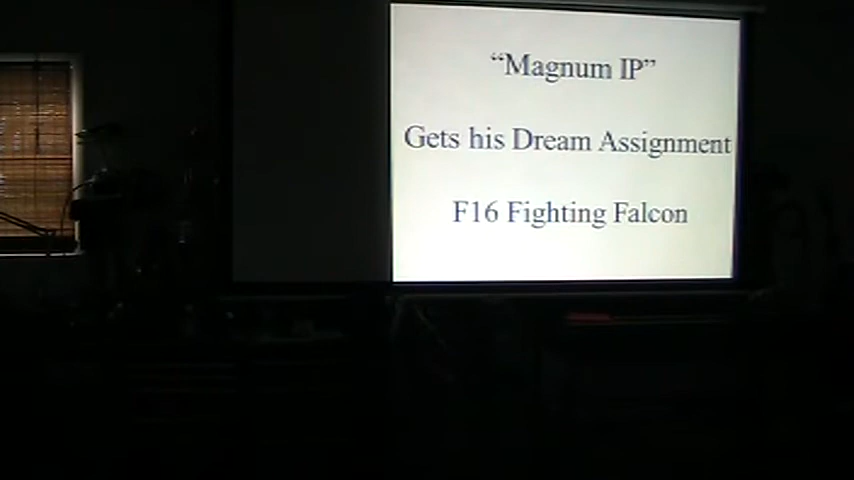 “Magnum IP”
Gets his Dream Assignment
F16 Fighting Falcon